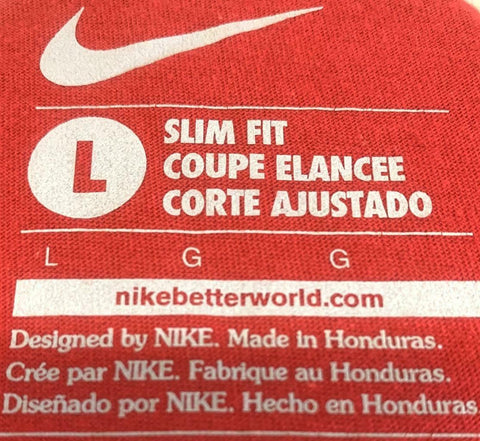 L
SLIM FIT
COUPE ELANCEE
CORTE AJUSTADO
L G G
nikebetterworld.com
Designed by NIKE. Made in Honduras.
Crée par NIKE. Fabrique au Honduras.
Diseñado por NIKE. Hecho en Honduras